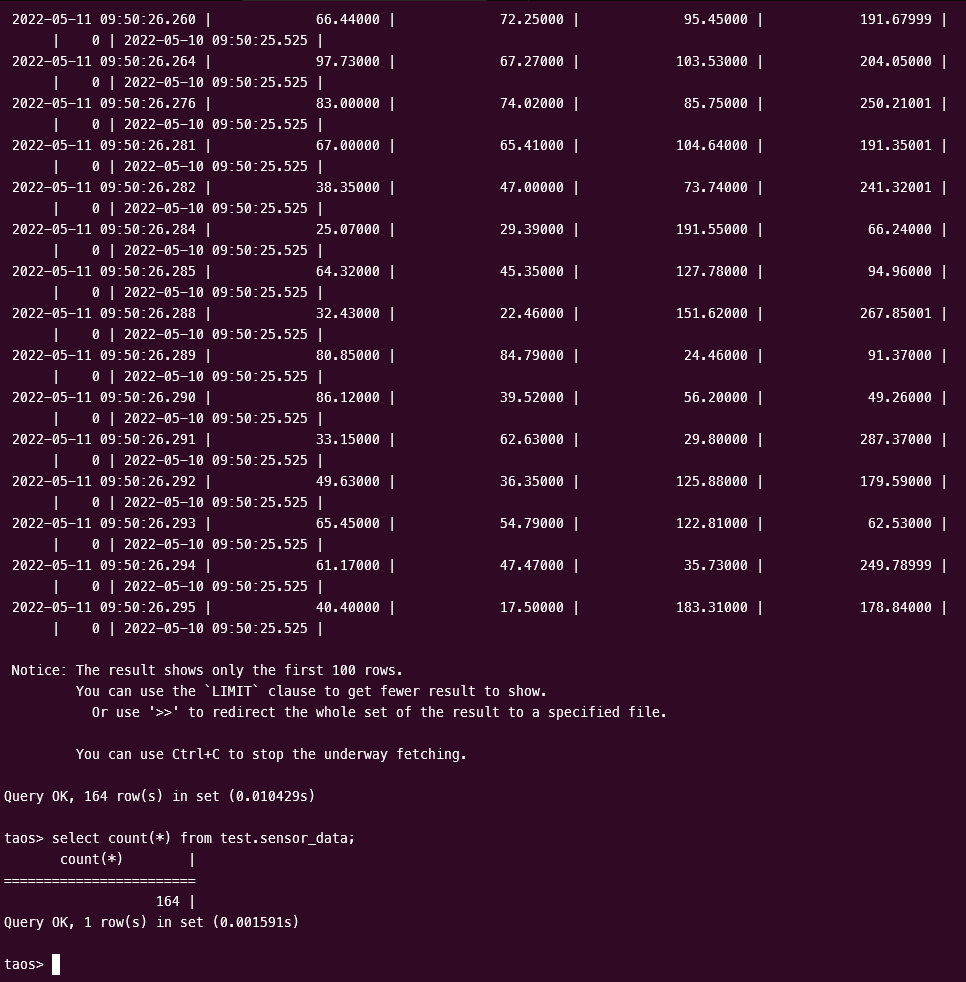 2022-05-11 09:50:26.260 | 66.44000 | 72.25000 | 95.45000 | 191.67999 |
| 0 | 2022-05-10 09:50:25.525 |
2022-05-11 09:50:26.264 | 97.73000 | 67.27000 | 103.53000 | 204.05000 |
| 0 | 2022-05-10 09:50:25.525 |
2022-05-11 09:50:26.276 | 83.00000 | 74.02000 | 85.75000 | 250.21001 |
| 0 | 2022-05-10 09:50:25.525 |
2022-05-11 09:50:26.281 | 67.00000 | 65.41000 | 104.64000 | 191.35001 |
| 0 | 2022-05-10 09:50:25.525 |
2022-05-11 09:50:26.282 | 38.35000 | 47.00000 | 73.74000 | 241.32001 |
| 0 | 2022-05-10 09:50:25.525 |
2022-05-11 09:50:26.284 | 25.07000 | 29.39000 | 191.55000 | 66.24000 |
| 0 | 2022-05-10 09:50:25.525 |
2022-05-11 09:50:26.285 | 64.32000 | 45.35000 | 127.78000 | 94.96000 |
| 0 | 2022-05-10 09:50:25.525 |
2022-05-11 09:50:26.288 | 32.43000 | 22.46000 | 151.62000 | 267.85001 |
| 0 | 2022-05-10 09:50:25.525 |
2022-05-11 09:50:26.289 | 80.85000 | 84.79000 | 24.46000 | 91.37000 |
| 0 | 2022-05-10 09:50:25.525 |
2022-05-11 09:50:26.290 | 86.12000 | 39.52000 | 56.20000 | 49.26000 |
| 0 | 2022-05-10 09:50:25.525 |
2022-05-11 09:50:26.291 | 33.15000 | 62.63000 | 29.80000 | 287.37000 |
| 0 | 2022-05-10 09:50:25.525 |
2022-05-11 09:50:26.292 | 49.63000 | 36.35000 | 125.88000 | 179.59000 |
| 0 | 2022-05-10 09:50:25.525 |
2022-05-11 09:50:26.293 | 65.45000 | 54.79000 | 122.81000 | 62.53000 |
| 0 | 2022-05-10 09:50:25.525 |
2022-05-11 09:50:26.294 | 61.17000 | 47.47000 | 35.73000 | 249.78999 |
| 0 | 2022-05-10 09:50:25.525 |
2022-05-11 09:50:26.295 | 40.40000 | 17.50000 | 183.31000 | 178.84000 |
| 0 | 2022-05-10 09:50:25.525 |
Notice: The result shows only the first 100 rows.
You can use the `LIMIT` clause to get fewer result to show.
Or use '>>' to redirect the whole set of the result to a specified file.
You can use Ctrl+C to stop the underway fetching.
Query OK, 164 row(s) in set (0.010429s)
taos> select count(*) from test.sensor_data;
count(*) |
========================
164 |
Query OK, 1 row(s) in set (0.001591s)
taos>